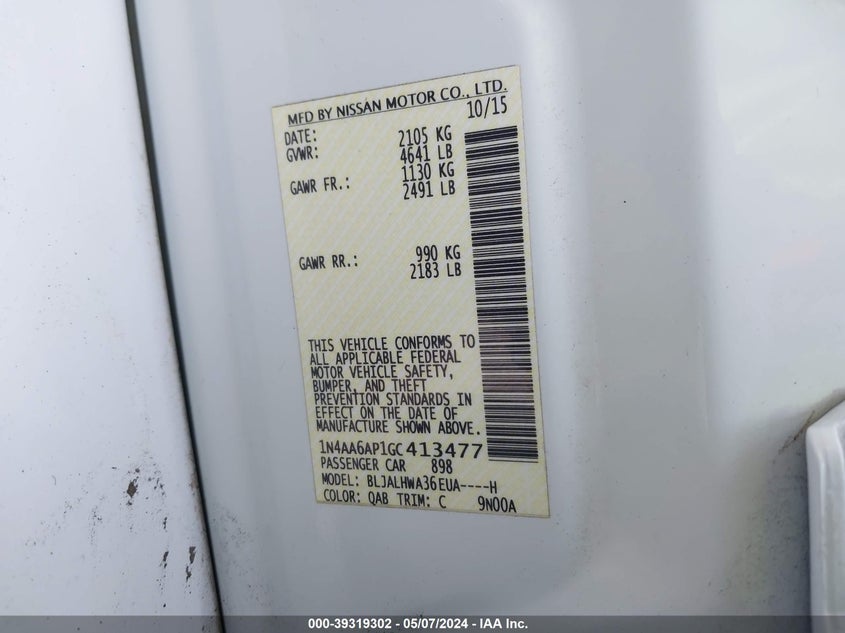 MFD BY NISSAN MOTOR CO., LTD.
DATE: 10/15
GVWR: 2105 KG
4641 LB
GAWR FR.: 1130 KG
2491 LB
GAWR RR.: 990 KG
2183 LB
THIS VEHICLE CONFORMS TO
ALL APPLICABLE FEDERAL
MOTOR VEHICLE SAFETY,
BUMPER, AND THEFT
PREVENTION STANDARDS IN
EFFECT ON THE DATE OF
MANUFACTURE SHOWN ABOVE.
1N4AA6AP1GC413477
PASSENGER CAR 898
MODEL: BLJALHWA36EUA----H
COLOR: QAB TRIM: C 9N00A
000-39319302 - 05/07/2024 - IAA Inc.